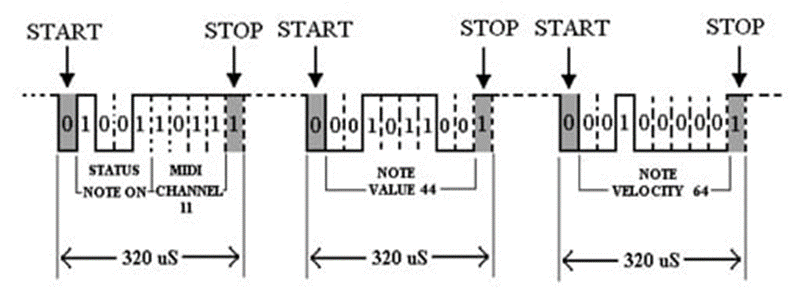 START STOP START STOP START STOP
0 1 0 0 1 1 0 1 1 1 0 0 0 1 0 1 1 0 0 1 0 0 0 1 0 0 0 0 0 1
STATUS MIDI NOTE NOTE
NOTE ON CHANNEL VALUE 44 VELOCITY 64
11
320 uS 320 uS 320 uS